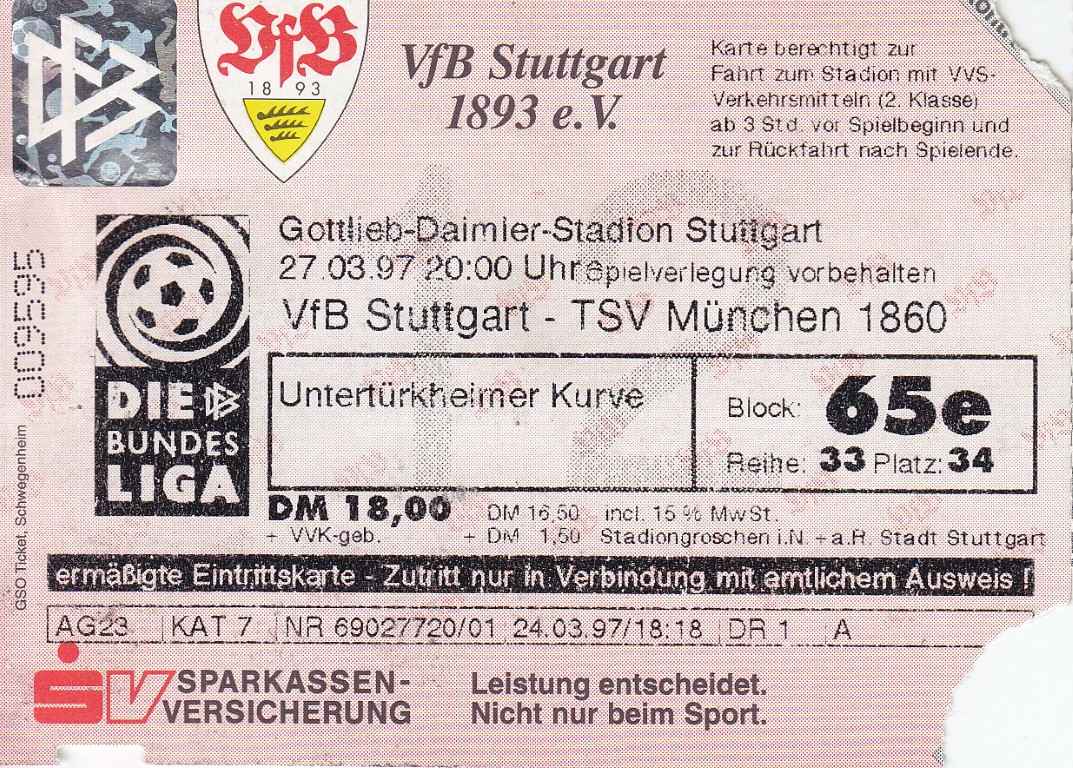 VfB
18 93
VfB Stuttgart
1893 e.V.
Karte berechtigt zur
Fahrt zum Stadion mit VVS-
Verkehrsmitteln (2. Klasse)
ab 3 Std. vor Spielbeginn und
zur Rückfahrt nach Spielende.
Gottlieb-Daimler-Stadion Stuttgart
27.03.97 20:00 Uhr Spielverlegung vorbehalten
VfB Stuttgart - TSV München 1860
009595
GSO Ticket, Schwegenheim
DIE
BUNDES
LIGA
Untertürkheimer Kurve
Block: 65e
Reihe: 33 Platz: 34
DM 18,00 DM 16,50 incl. 15 % MwSt.
+ VVK-geb. + DM 1,50 Stadiongroschen i.N. + a.R. Stadt Stuttgart
ermäßigte Eintrittskarte - Zutritt nur in Verbindung mit amtlichem Ausweis !
AG23 KAT 7 NR 69027720/01 24.03.97/18:18 DR 1 A
SPARKASSEN-
VERSICHERUNG
Leistung entscheidet.
Nicht nur beim Sport.